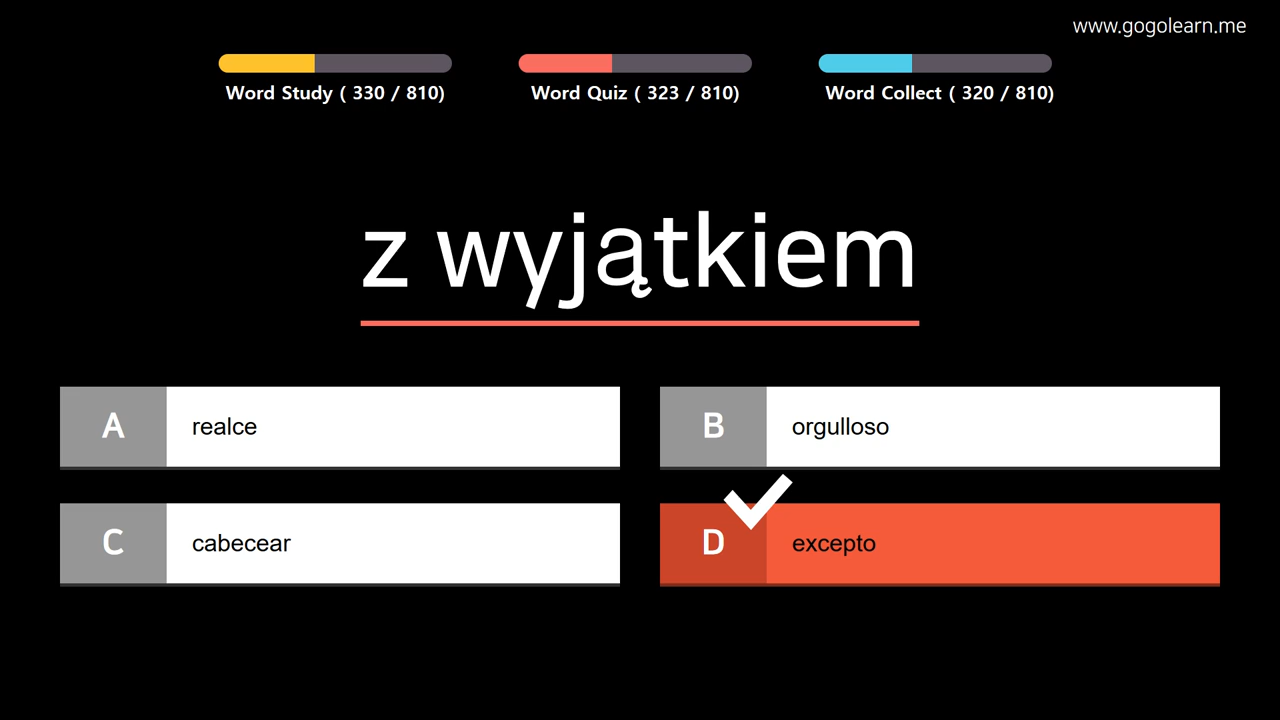 www.gogolearn.me
Word Study ( 330 / 810)
Word Quiz ( 323 / 810)
Word Collect ( 320 / 810)
z wyjątkiem
A realce
B orgulloso
C cabecear
D excepto